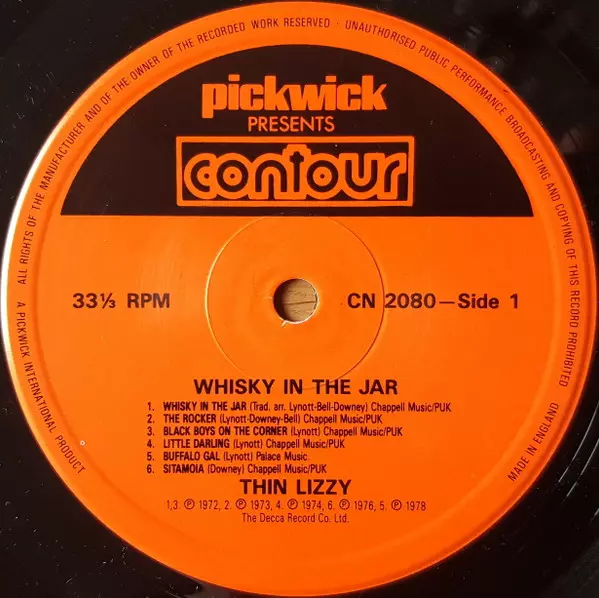 ALL RIGHTS OF THE MANUFACTURER AND OF THE OWNER OF THE RECORDED WORK RESERVED - UNAUTHORISED PUBLIC PERFORMANCE BROADCASTING AND COPYING OF THIS RECORD PROHIBITED
pickwick
PRESENTS
contour
33⅓ RPM
CN 2080—Side 1
WHISKY IN THE JAR
1. WHISKY IN THE JAR (Trad. arr. Lynott-Bell-Downey) Chappell Music/PUK
2. THE ROCKER (Lynott-Downey-Bell) Chappell Music/PUK
3. BLACK BOYS ON THE CORNER (Lynott) Chappell Music/PUK
4. LITTLE DARLING (Lynott) Chappell Music/PUK
5. BUFFALO GAL (Lynott) Palace Music.
6. SITAMOIA (Downey) Chappell Music/PUK
THIN LIZZY
1,3. ℗ 1972, 2. ℗ 1973, 4. ℗ 1974, 6. ℗ 1976, 5. ℗ 1978
The Decca Record Co. Ltd.
A PICKWICK INTERNATIONAL PRODUCT
MADE IN ENGLAND